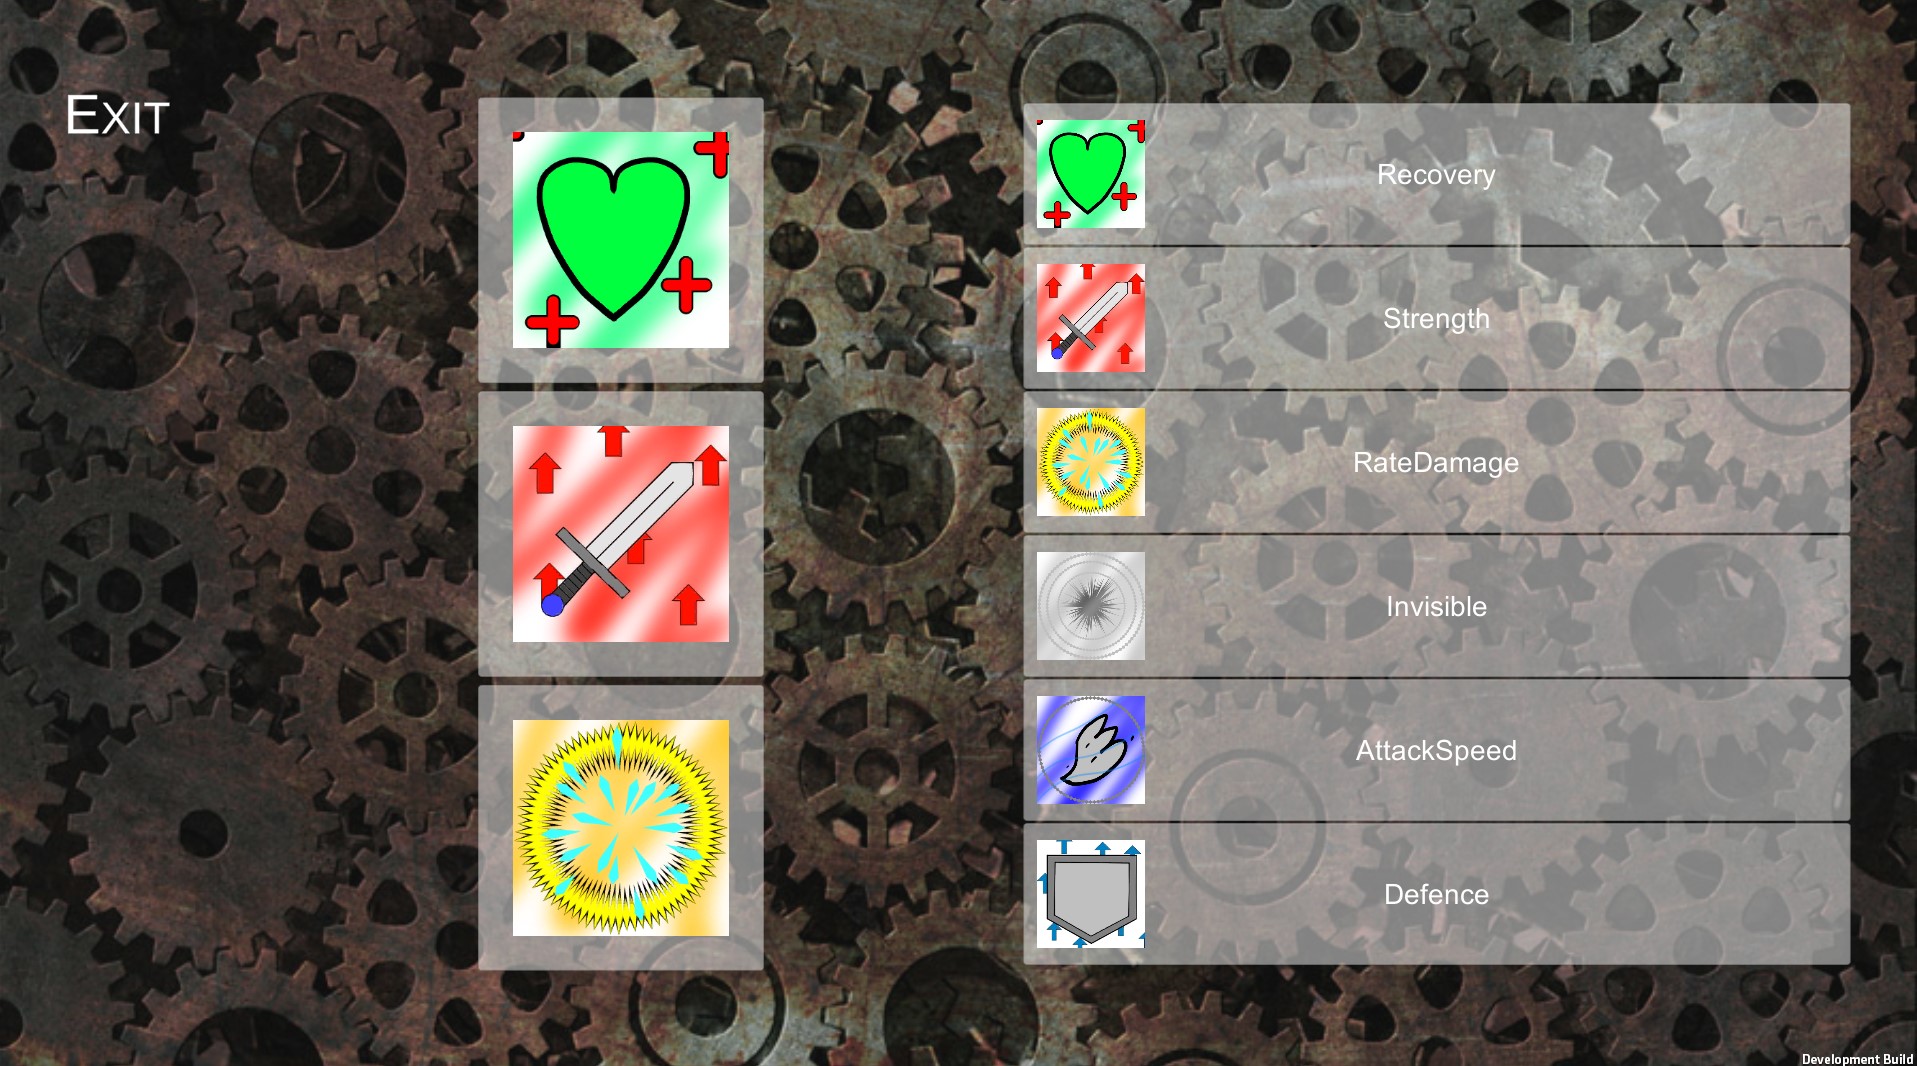 EXIT
Recovery
Strength
RateDamage
Invisible
AttackSpeed
Defence
Development Build